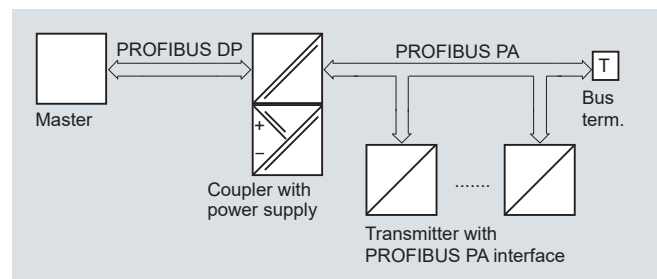 PROFIBUS DP
PROFIBUS PA
T
Master
Bus
term.
+
−
Coupler with
power supply
.......
Transmitter with
PROFIBUS PA interface